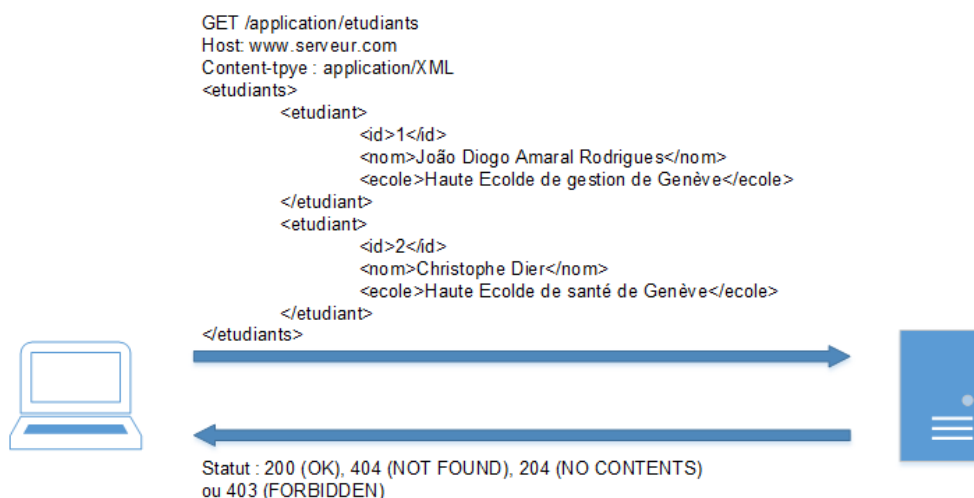 GET /application/etudiants
Host: www.serveur.com
Content-tpye : application/XML
<etudiants>
<etudiant>
<id>1</id>
<nom>João Diogo Amaral Rodrigues</nom>
<ecole>Haute Ecolde de gestion de Genève</ecole>
</etudiant>
<etudiant>
<id>2</id>
<nom>Christophe Dier</nom>
<ecole>Haute Ecolde de santé de Genève</ecole>
</etudiant>
</etudiants>
Statut : 200 (OK), 404 (NOT FOUND), 204 (NO CONTENTS)
ou 403 (FORBIDDEN)